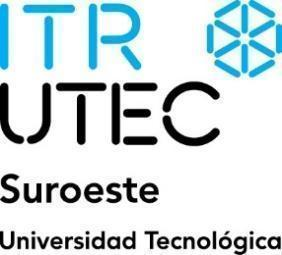 ITR
UTEC
Suroeste
Universidad Tecnológica